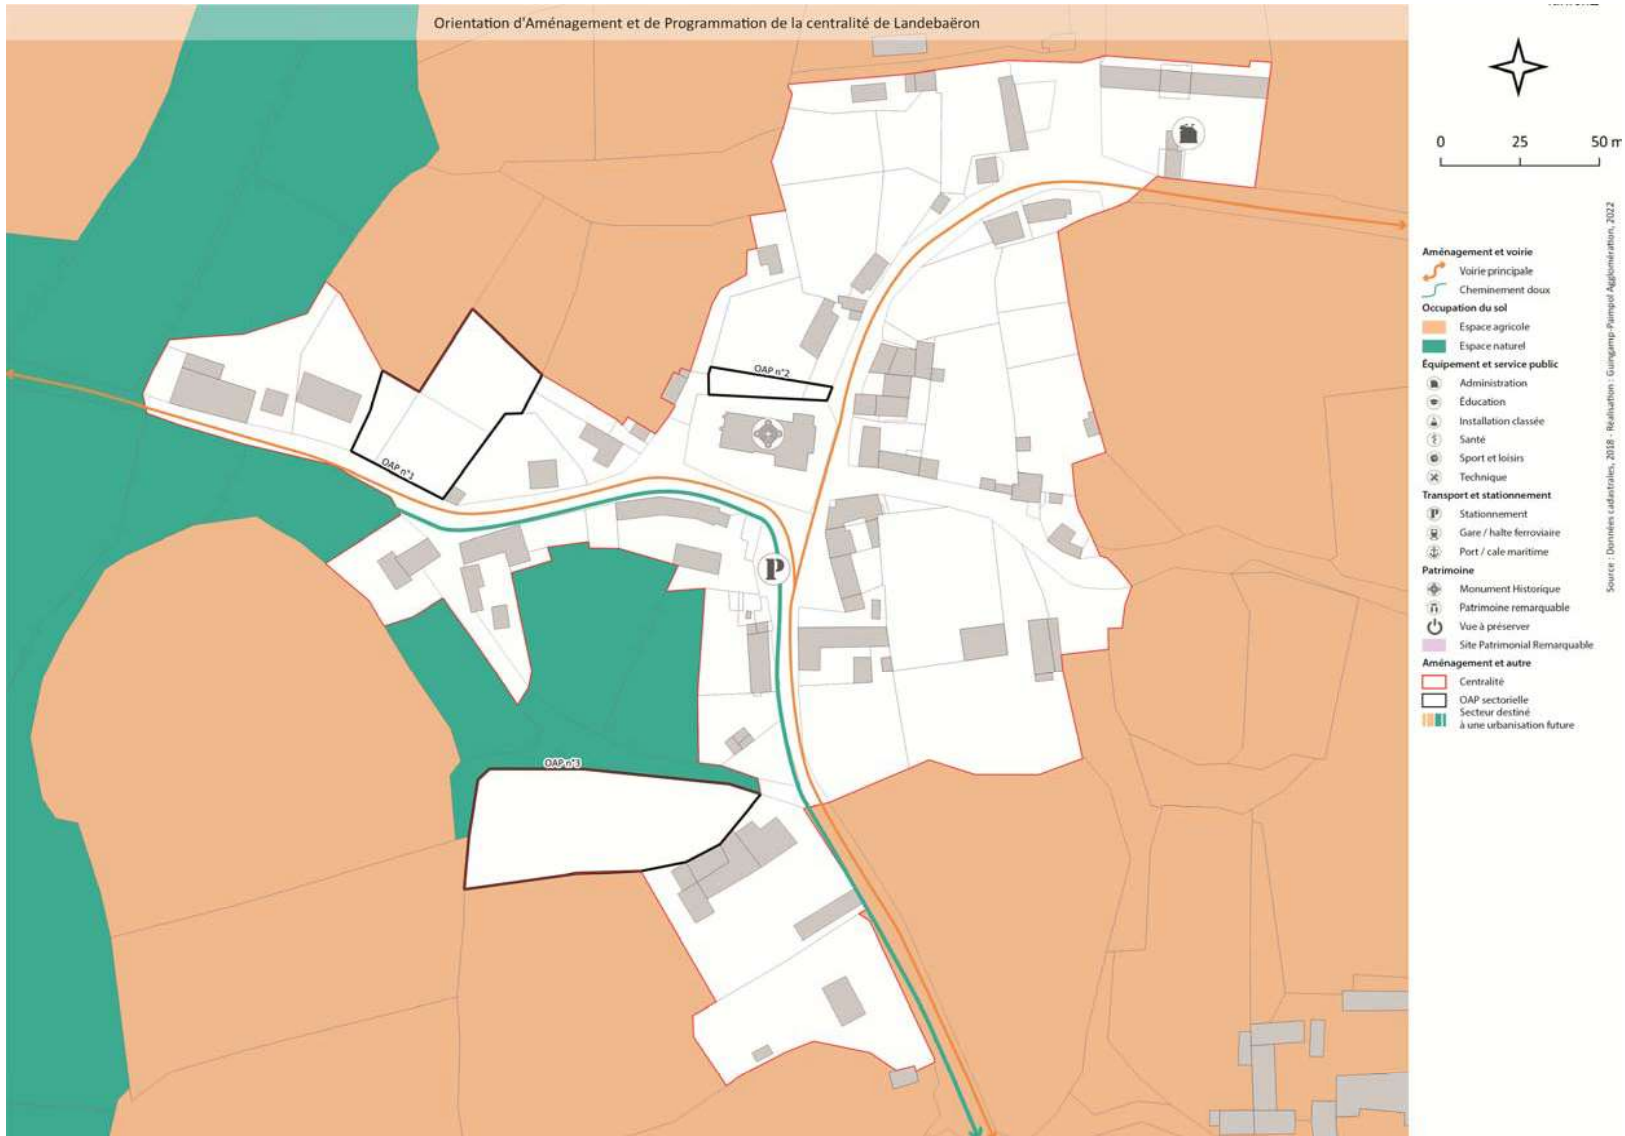 Orientation d'Aménagement et de Programmation de la centralité de Landebaëron
0 25 50 m
Aménagement et voirie
Voirie principale
Cheminement doux
Occupation du sol
Espace agricole
Espace naturel
Équipement et service public
Administration
Éducation
Installation classée
Santé
Sport et loisirs
Technique
Transport et stationnement
P Stationnement
Gare / halte ferroviaire
Port / cale maritime
Patrimoine
Monument Historique
Patrimoine remarquable
Vue à préserver
Site Patrimonial Remarquable
Aménagement et autre
Centralité
OAP sectorielle
Secteur destiné
à une urbanisation future
Source : Données cadastrales, 2018 - Réalisation : Guingamp-Paimpol Agglomération, 2022
OAP n°2
OAP n°1
P
OAP n°3